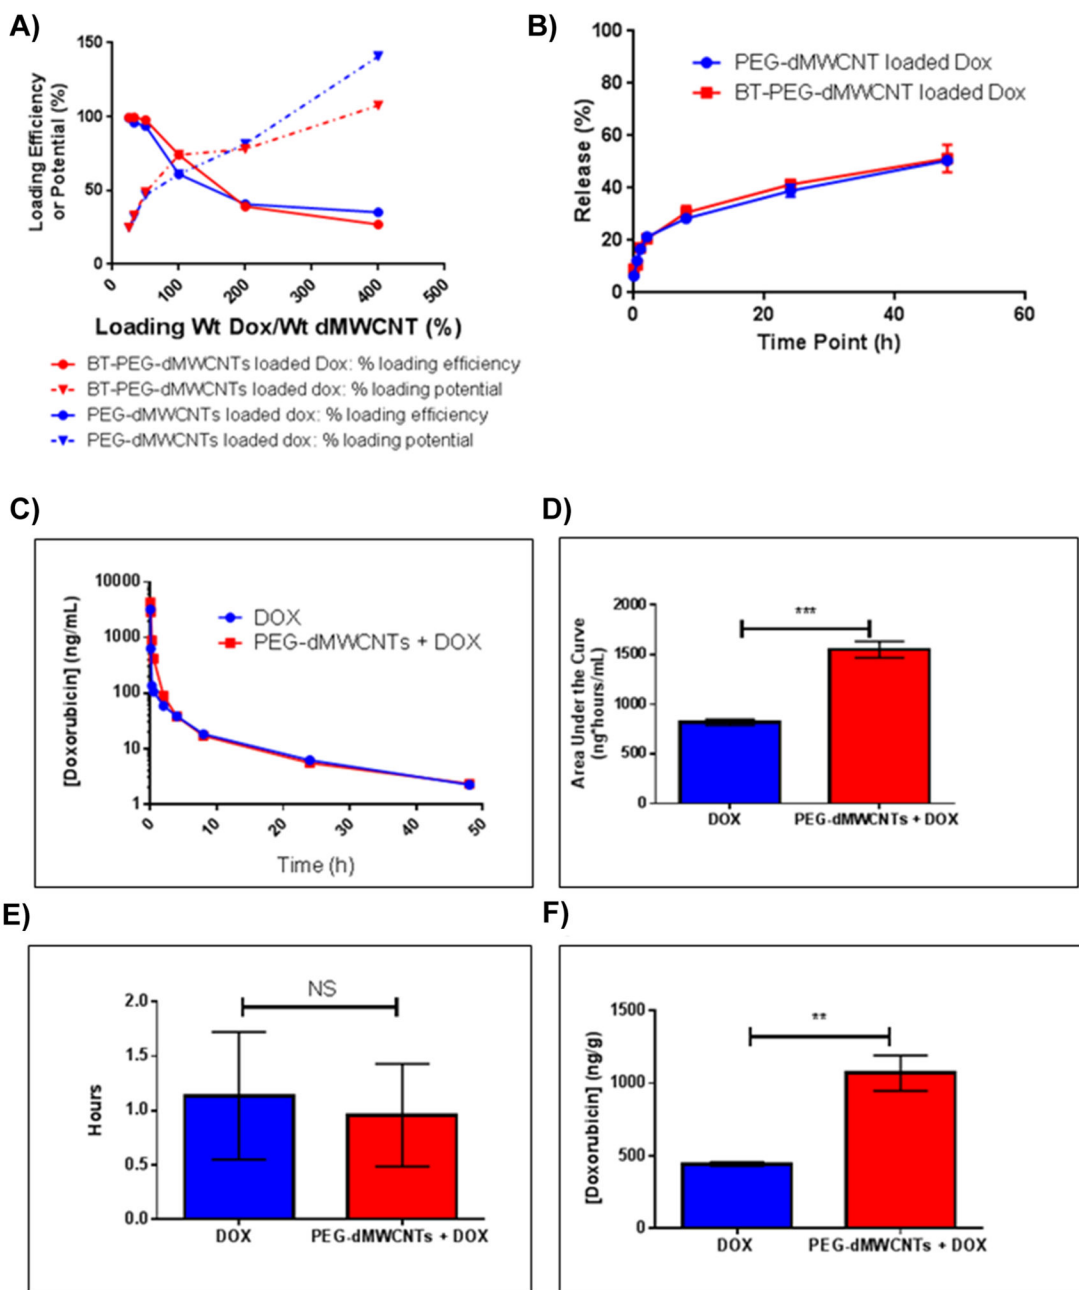 A)
150
100
50
0
0
100
200
300
400
500
Loading Efficiency
or Potential (%)
Loading Wt Dox/Wt dMWCNT (%)
BT-PEG-dMWCNTs loaded Dox: % loading efficiency
BT-PEG-dMWCNTs loaded dox: % loading potential
PEG-dMWCNTs loaded dox: % loading efficiency
PEG-dMWCNTs loaded dox: % loading potential
B)
100
80
60
40
20
0
0
20
40
60
Release (%)
Time Point (h)
PEG-dMWCNT loaded Dox
BT-PEG-dMWCNT loaded Dox
C)
10000
1000
100
10
1
0
10
20
30
40
50
[Doxorubicin] (ng/mL)
Time (h)
DOX
PEG-dMWCNTs + DOX
D)
2000
1500
1000
500
0
Area Under the Curve
(ng*hours/mL)
***
DOX
PEG-dMWCNTs + DOX
E)
2.0
1.5
1.0
0.5
0.0
Hours
NS
DOX
PEG-dMWCNTs + DOX
F)
1500
1000
500
0
[Doxorubicin] (ng/g)
**
DOX
PEG-dMWCNTs + DOX